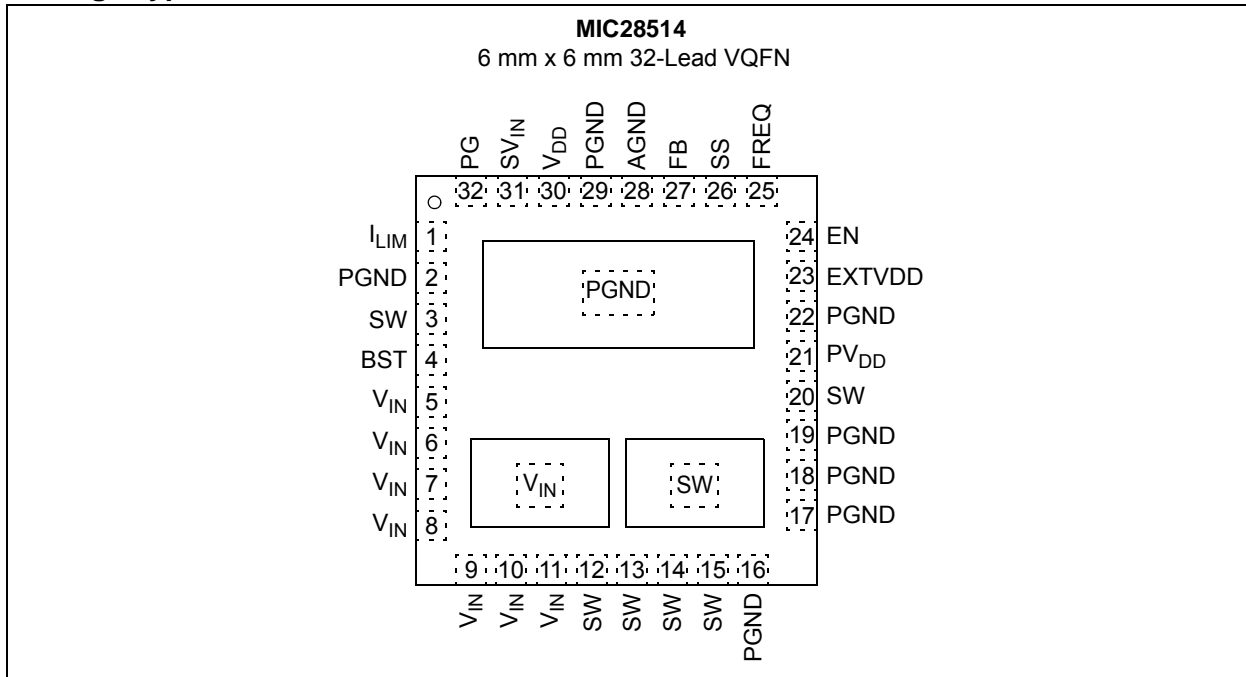 MIC28514
6 mm x 6 mm 32-Lead VQFN
PG
SVIN
VDD
PGND
AGND
FB
SS
FREQ
32 31 30 29 28 27 26 25
ILIM 1
PGND 2
SW 3
BST 4
VIN 5
VIN 6
VIN 7
VIN 8
24 EN
23 EXTVDD
22 PGND
21 PVDD
20 SW
19 PGND
18 PGND
17 PGND
PGND
VIN
SW
9 10 11 12 13 14 15 16
VIN
VIN
VIN
SW
SW
SW
SW
PGND